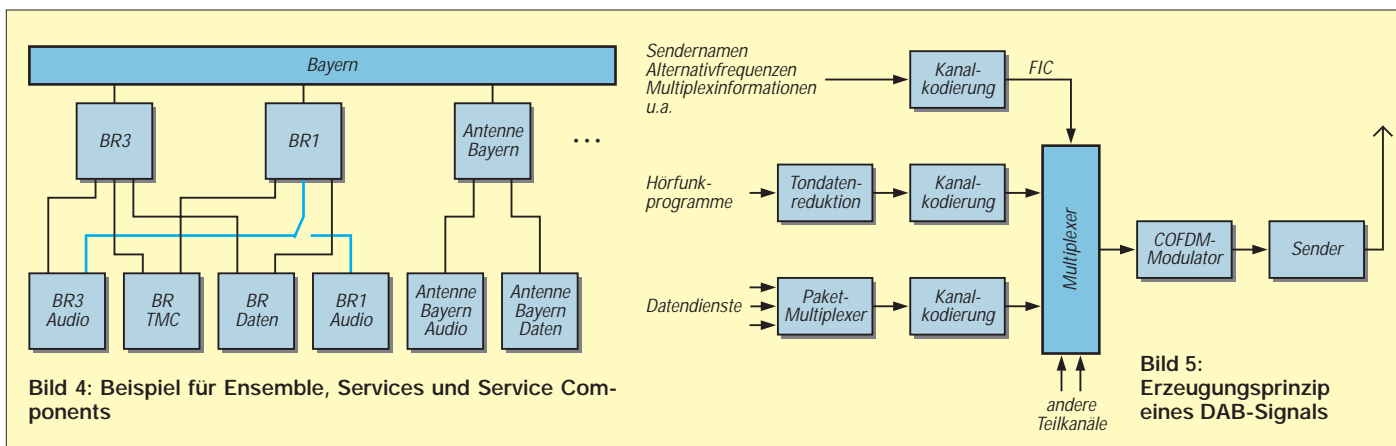 Bayern
BR3
BR1
Antenne
Bayern
...
BR3
Audio
BR
TMC
BR
Daten
BR1
Audio
Antenne
Bayern
Audio
Antenne
Bayern
Daten
Bild 4: Beispiel für Ensemble, Services und Service Com-
ponents
Sendernamen
Alternativfrequenzen
Multiplexinformationen
u.a.
Kanal-
kodierung
FIC
Hörfunk-
programme
Tondaten-
reduktion
Kanal-
kodierung
Datendienste
Paket-
Multiplexer
Kanal-
kodierung
Multiplexer
COFDM-
Modulator
Sender
andere
Teilkanäle
Bild 5:
Erzeugungsprinzip
eines DAB-Signals